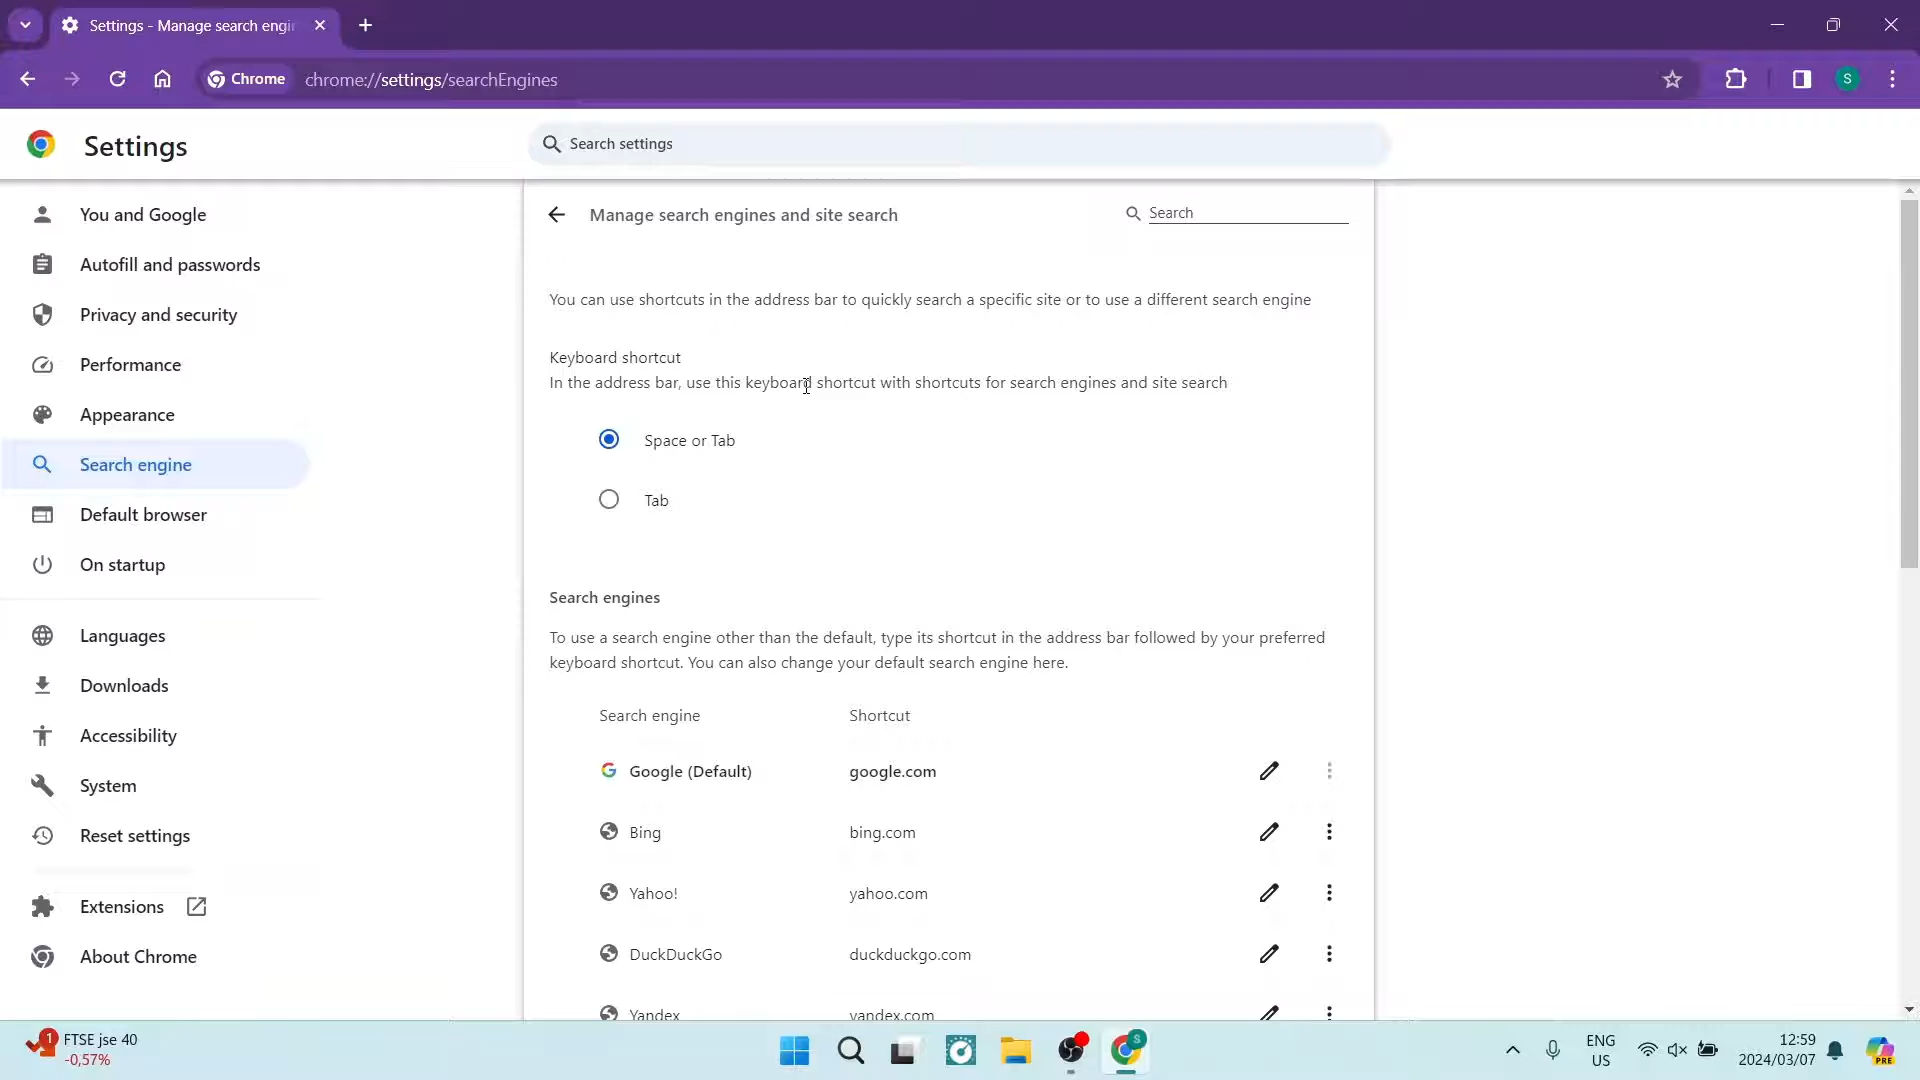 Settings - Manage search engi
Chrome
chrome://settings/searchEngines
S
Settings
Search settings
You and Google
Autofill and passwords
Privacy and security
Performance
Appearance
Search engine
Default browser
On startup
Languages
Downloads
Accessibility
System
Reset settings
Extensions
About Chrome
Manage search engines and site search
Search
You can use shortcuts in the address bar to quickly search a specific site or to use a different search engine
Keyboard shortcut
In the address bar, use this keyboard shortcut with shortcuts for search engines and site search
Space or Tab
Tab
Search engines
To use a search engine other than the default, type its shortcut in the address bar followed by your preferred
keyboard shortcut. You can also change your default search engine here.
Search engine Shortcut
Google (Default) google.com
Bing bing.com
Yahoo! yahoo.com
DuckDuckGo duckduckgo.com
Yandex yandex.com
1
FTSE jse 40
-0,57%
S
ENG
US
12:59
2024/03/07
PRE